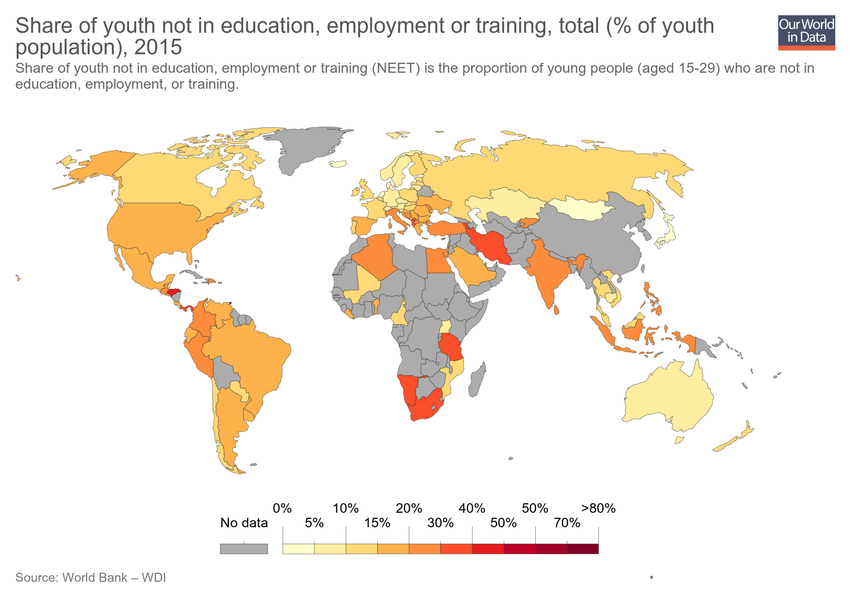 Share of youth not in education, employment or training, total (% of youth
population), 2015
Our World
in Data
Share of youth not in education, employment or training (NEET) is the proportion of young people (aged 15-29) who are not in
education, employment, or training.
0% 10% 20% 40% 50% >80%
No data 5% 15% 30% 50% 70%
Source: World Bank – WDI